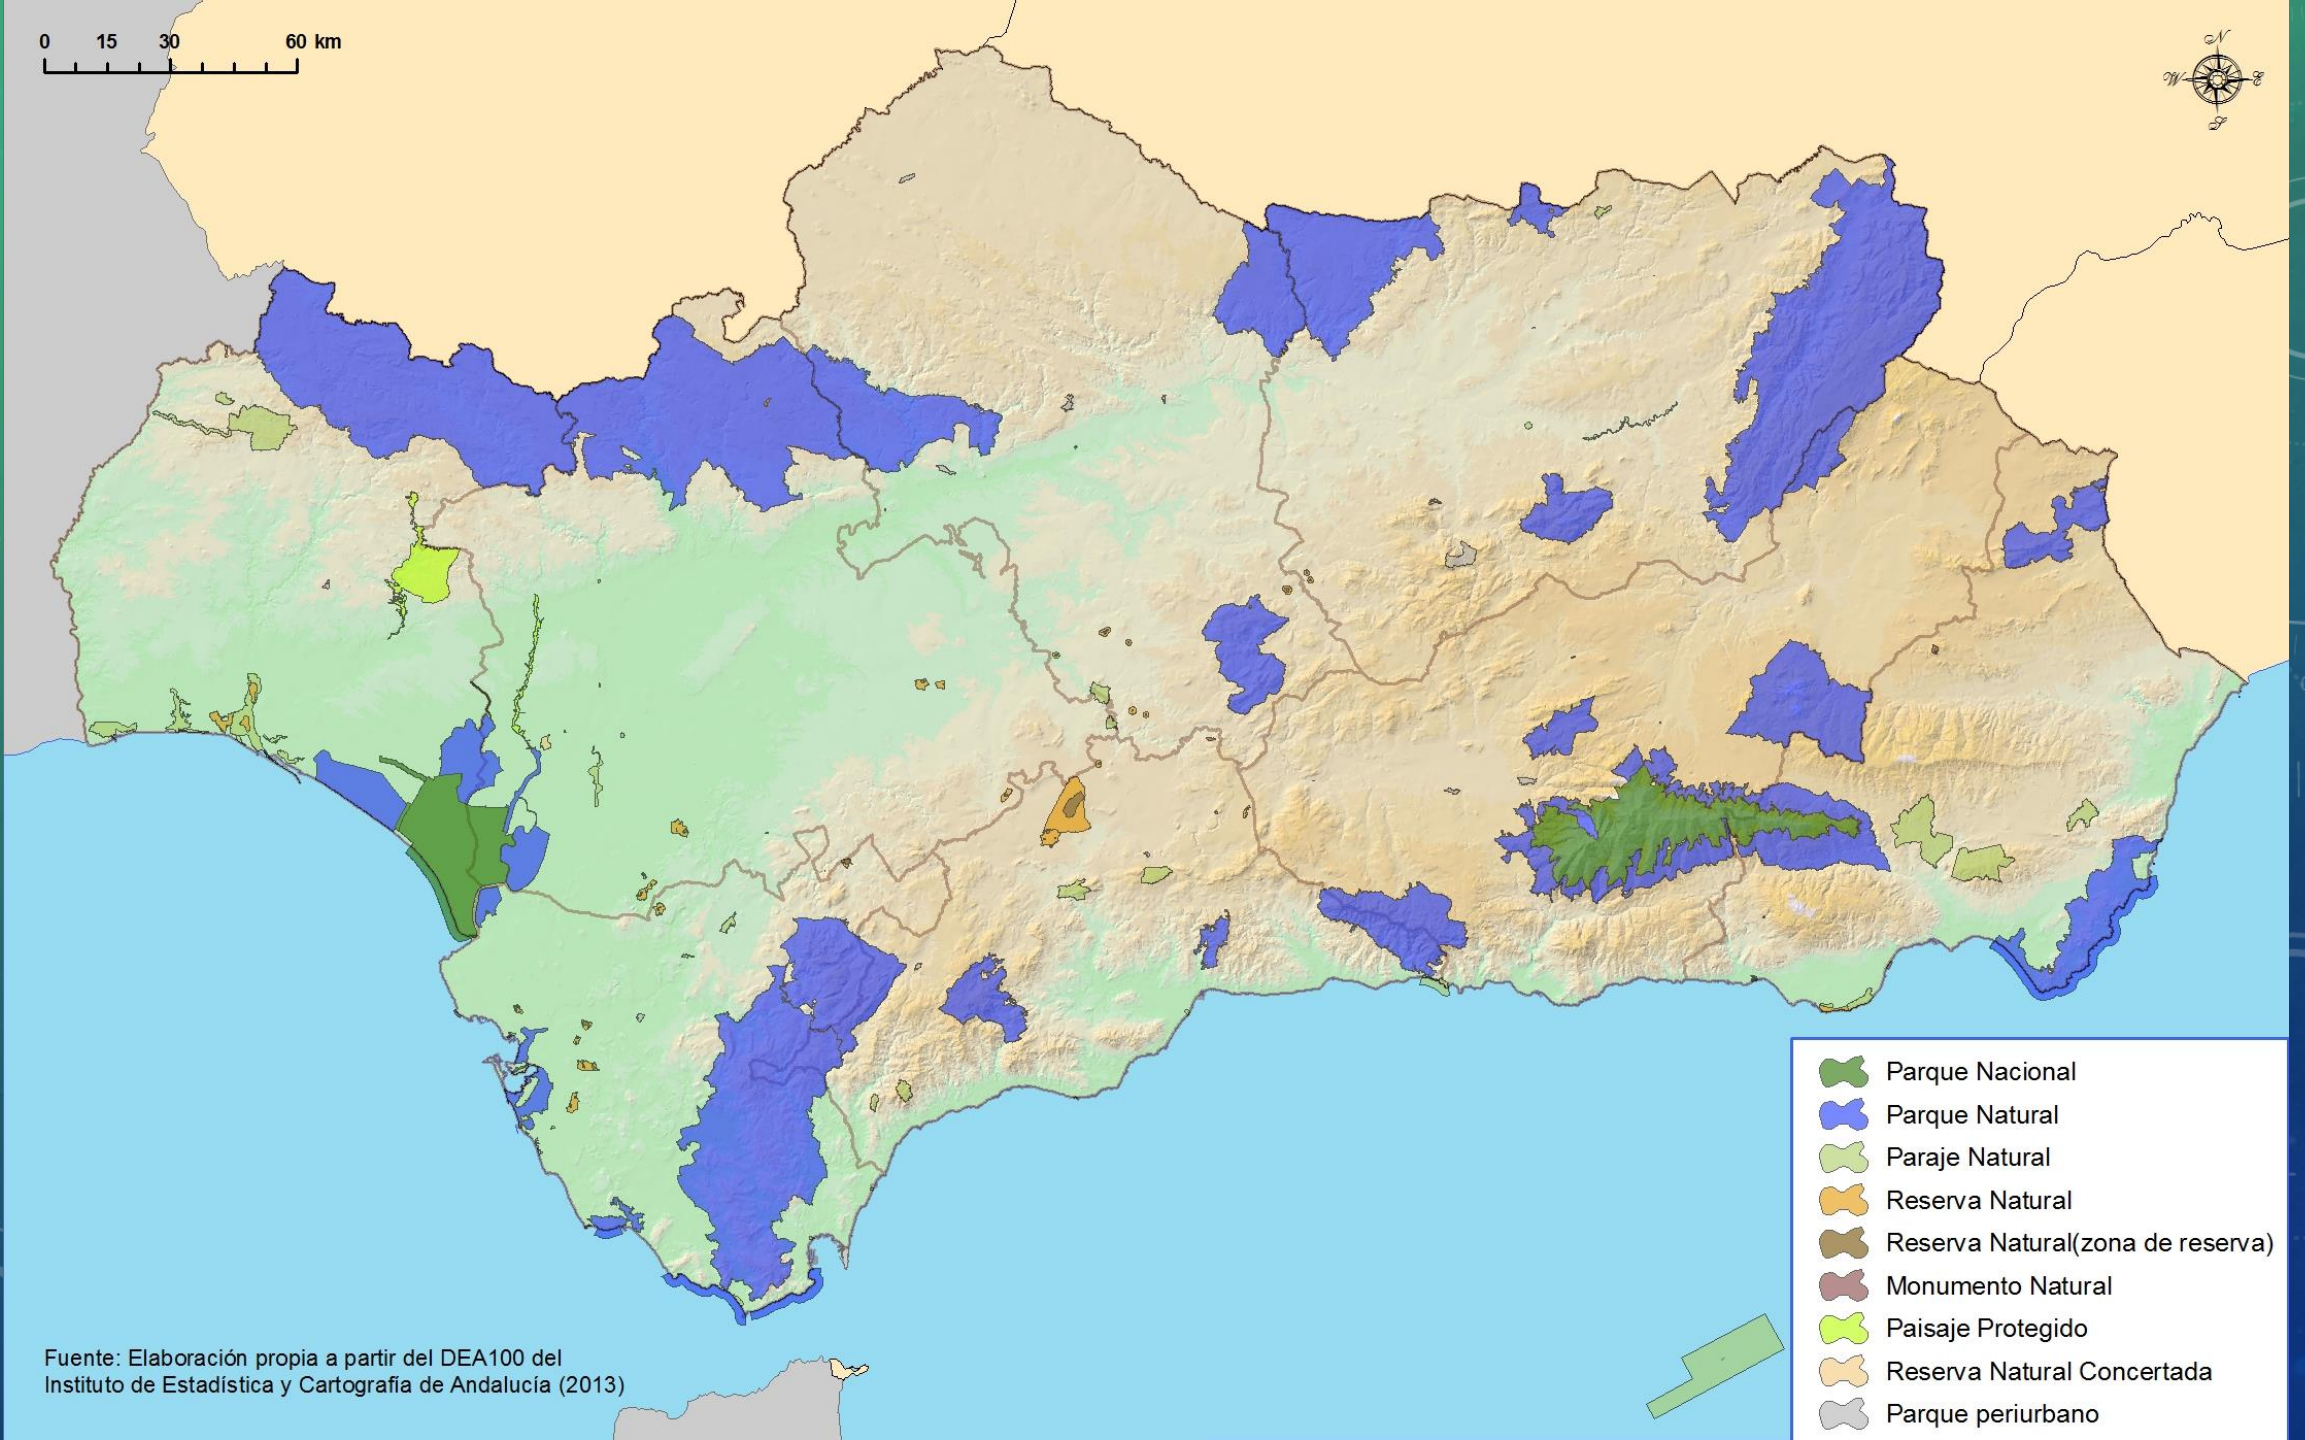 0 15 30 60 km
N
W E
S
Parque Nacional
Parque Natural
Paraje Natural
Reserva Natural
Reserva Natural(zona de reserva)
Monumento Natural
Paisaje Protegido
Reserva Natural Concertada
Parque periurbano
Fuente: Elaboración propia a partir del DEA100 del
Instituto de Estadística y Cartografía de Andalucía (2013)